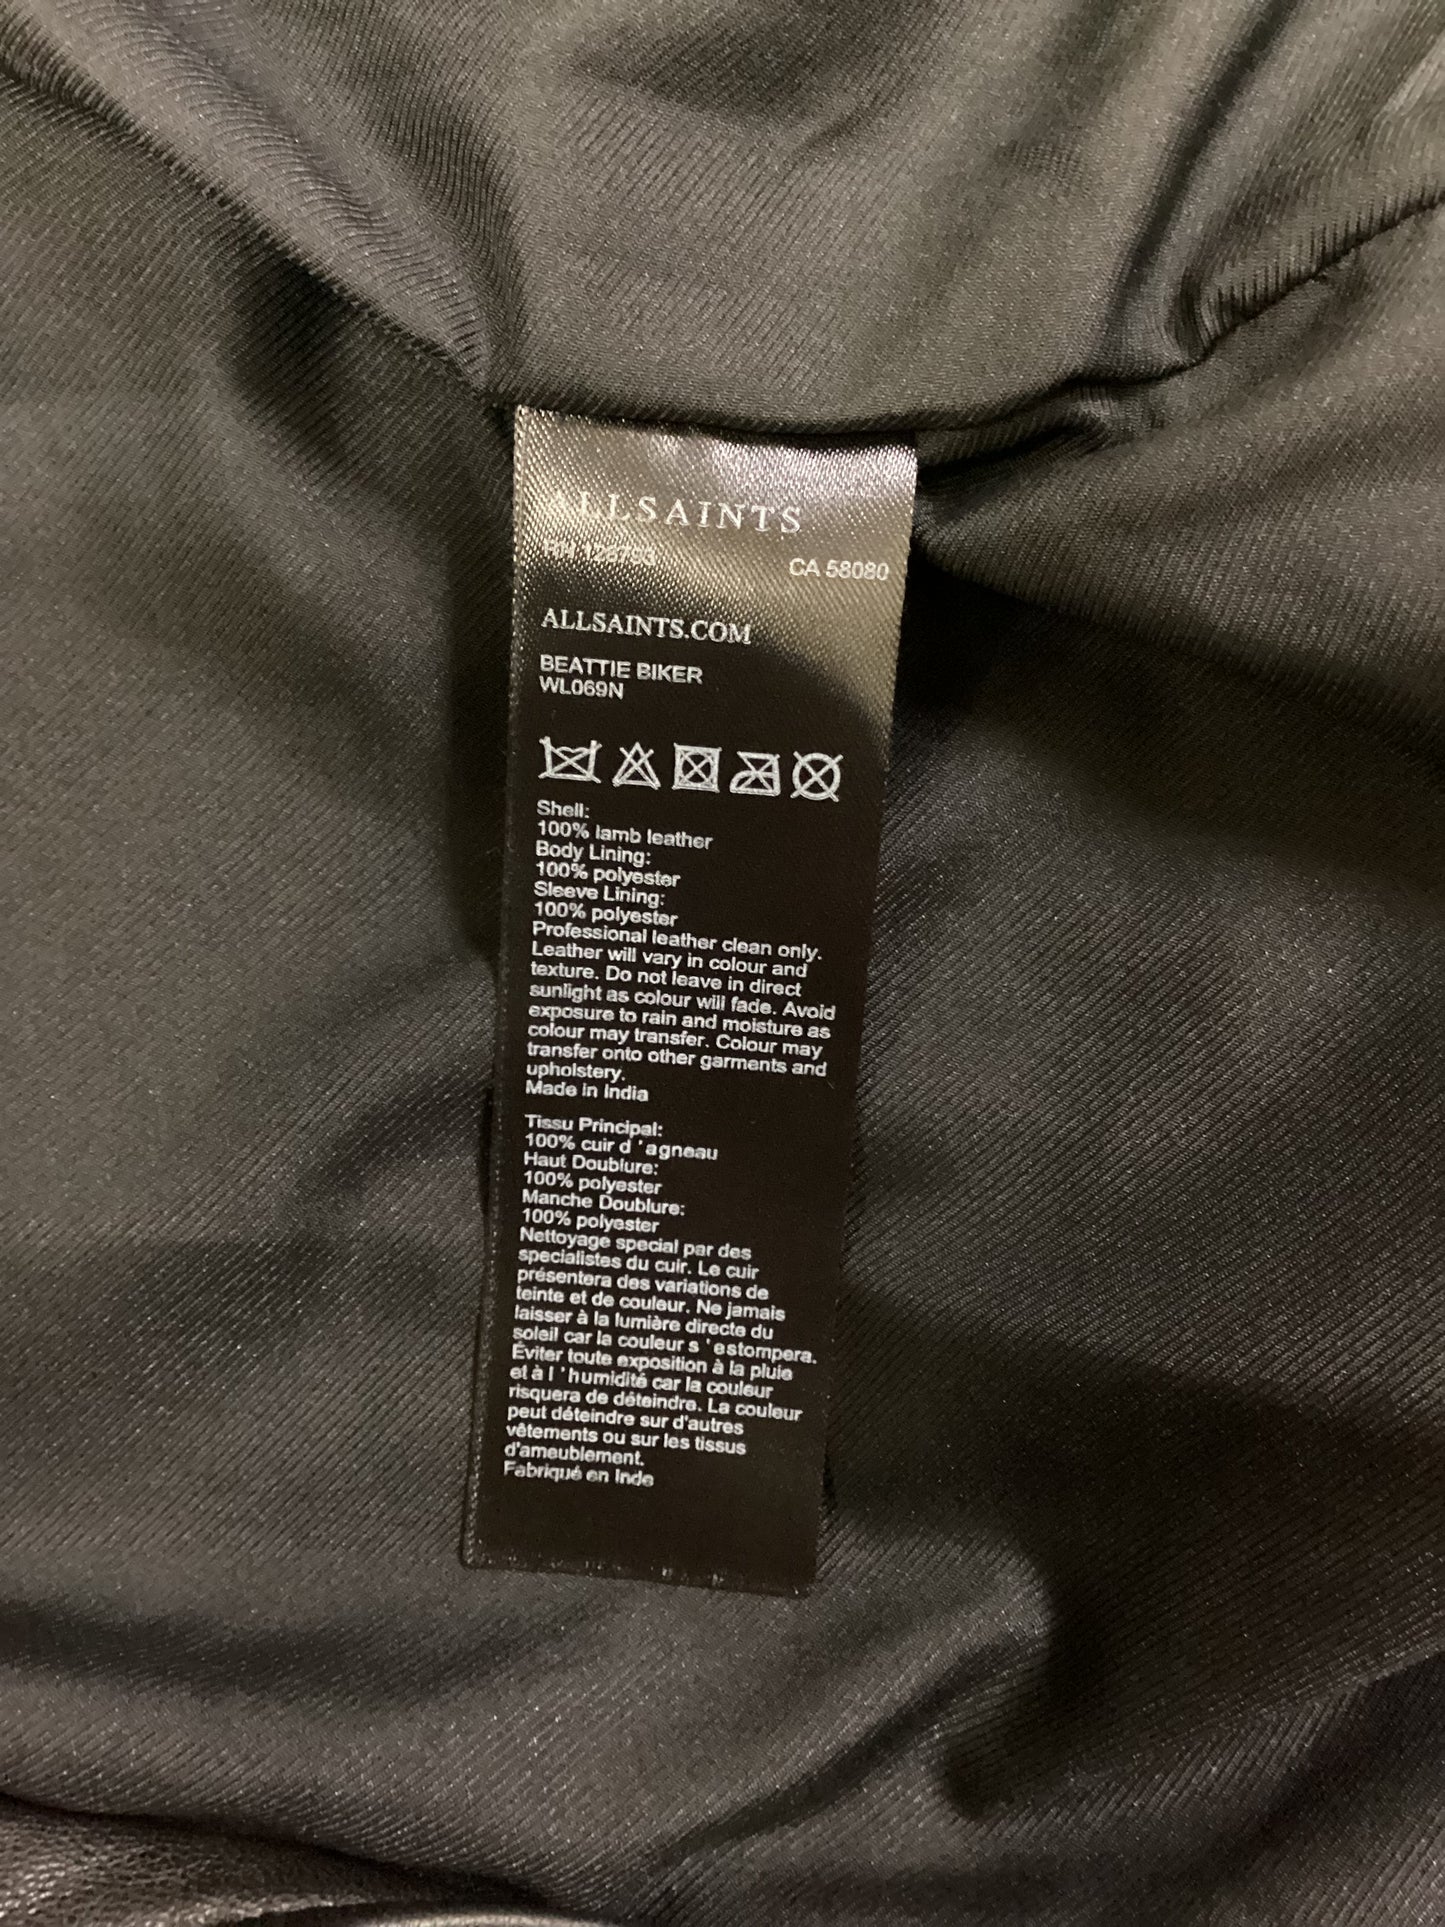 ALLSAINTS
RN 128793 CA 58080
ALLSAINTS.COM
BEATTIE BIKER
WL069N
Shell:
100% lamb leather
Body Lining:
100% polyester
Sleeve Lining:
100% polyester
Professional leather clean only.
Leather will vary in colour and
texture. Do not leave in direct
sunlight as colour will fade. Avoid
exposure to rain and moisture as
colour may transfer. Colour may
transfer onto other garments and
upholstery.
Made in India
Tissu Principal:
100% cuir d ' agneau
Haut Doublure:
100% polyester
Manche Doublure:
100% polyester
Nettoyage special par des
specialistes du cuir. Le cuir
présentera des variations de
teinte et de couleur. Ne jamais
laisser à la lumière directe du
soleil car la couleur s ' estompera.
Éviter toute exposition à la pluie
et à l ' humidité car la couleur
risquera de déteindre. La couleur
peut déteindre sur d'autres
vêtements ou sur les tissus
d'ameublement.
Fabriqué en Inde